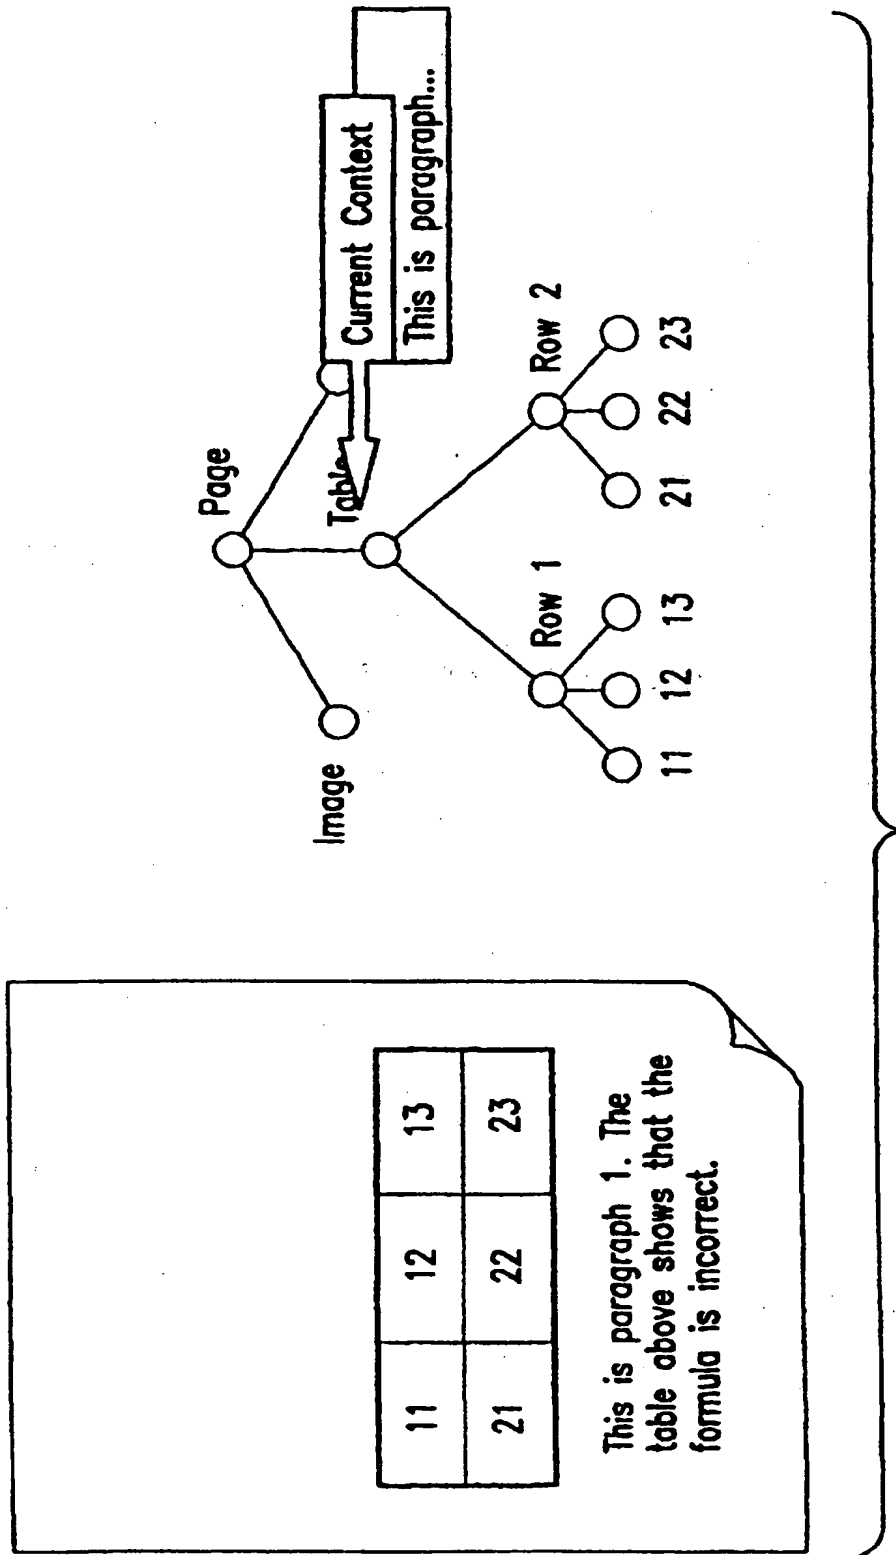 11 12 13
21 22 23
This is paragraph 1. The
table above shows that the
formula is incorrect.
Page
Image
Table
Current Context
This is paragraph...
Row 1
Row 2
11 12 13 21 22 23